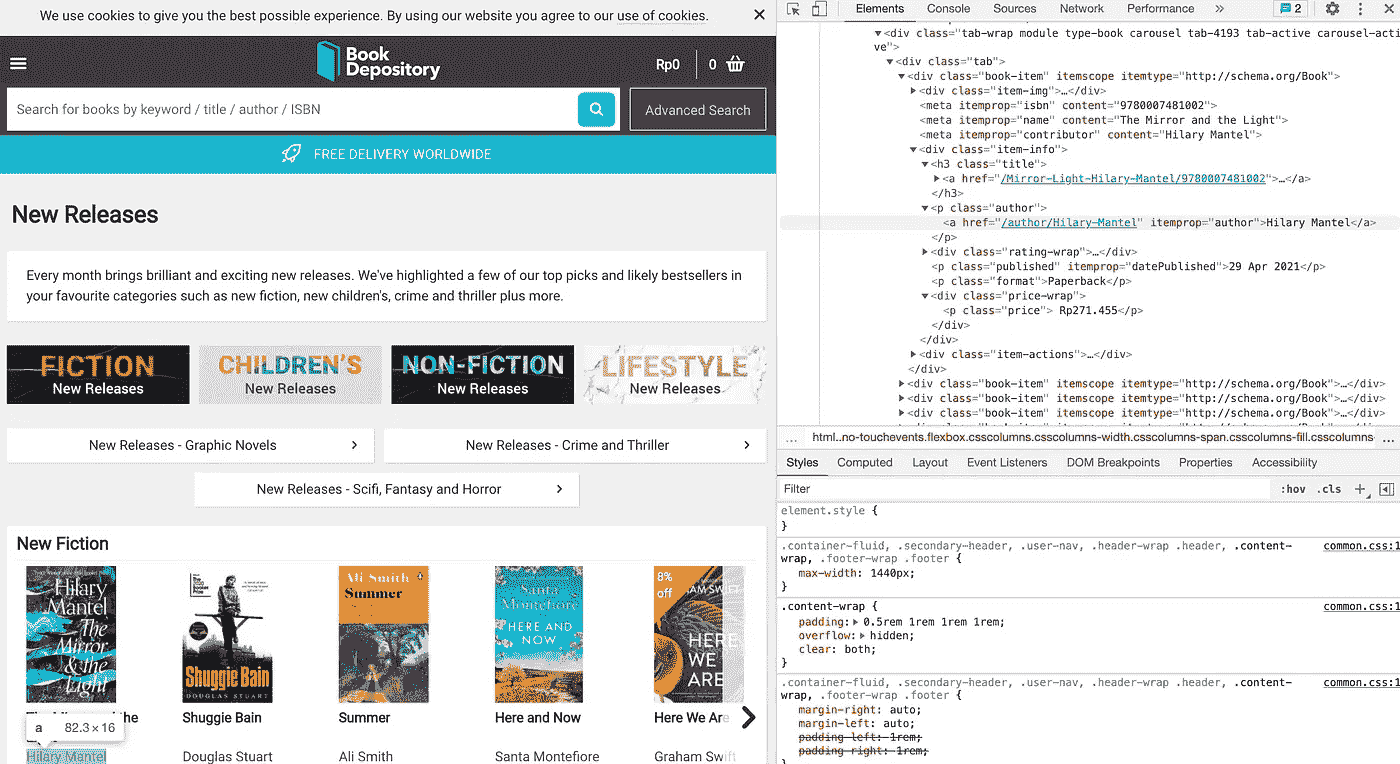 We use cookies to give you the best possible experience. By using our website you agree to our use of cookies.
Book
Depository
Rp0
0
Search for books by keyword / title / author / ISBN
Advanced Search
FREE DELIVERY WORLDWIDE
New Releases
Every month brings brilliant and exciting new releases. We've highlighted a few of our top picks and likely bestsellers in
your favourite categories such as new fiction, new children's, crime and thriller plus more.
FICTION
New Releases
CHILDREN'S
New Releases
NON-FICTION
New Releases
LIFESTYLE
New Releases
New Releases - Graphic Novels
New Releases - Crime and Thriller
New Releases - Scifi, Fantasy and Horror
New Fiction
Hilary
Mantel
The
Mirror
& the
Light
Shuggie Bain
DOUGLAS STUART
Ali Smith
Summer
Santa
Montefiore
HERE AND
NOW
8%
off
HERE
WE
ARE
the
Shuggie Bain
Summer
Here and Now
Here We Are
a 82.3 × 16
Hilary Mantel
Douglas Stuart
Ali Smith
Santa Montefiore
Graham Swift
Elements Console Sources Network Performance » 2
▼<div class="tab-wrap module type-book carousel tab-4193 tab-active carousel-acti
ve">
▼<div class="tab">
▼<div class="book-item" itemscope itemtype="http://schema.org/Book">
▶<div class="item-img">…</div>
<meta itemprop="isbn" content="9780007481002">
<meta itemprop="name" content="The Mirror and the Light">
<meta itemprop="contributor" content="Hilary Mantel">
▼<div class="item-info">
▼<h3 class="title">
▶<a href="/Mirror-Light-Hilary-Mantel/9780007481002">…</a>
</h3>
▼<p class="author">
<a href="/author/Hilary-Mantel" itemprop="author">Hilary Mantel</a>
</p>
▶<div class="rating-wrap">…</div>
<p class="published" itemprop="datePublished">29 Apr 2021</p>
<p class="format">Paperback</p>
▼<div class="price-wrap">
<p class="price"> Rp271.455</p>
</div>
</div>
▶<div class="item-actions">…</div>
</div>
▶<div class="book-item" itemscope itemtype="http://schema.org/Book">…</div>
▶<div class="book-item" itemscope itemtype="http://schema.org/Book">…</div>
▶<div class="book-item" itemscope itemtype="http://schema.org/Book">…</div>
… html..no-touchevents.flexbox.csscolumns.csscolumns-width.csscolumns-span.csscolumns-fill.csscolumns- …
Styles Computed Layout Event Listeners DOM Breakpoints Properties Accessibility
Filter :hov .cls +
element.style {
}
.container-fluid, .secondary-header, .user-nav, .header-wrap .header, .content- common.css:1
wrap, .footer-wrap .footer {
max-width: 1440px;
}
.content-wrap { common.css:1
padding:▶ 0.5rem 1rem 1rem 1rem;
overflow:▶ hidden;
clear: both;
}
.container-fluid, .secondary-header, .user-nav, .header-wrap .header, .content- common.css:1
wrap, .footer-wrap .footer {
margin-right: auto;
margin-left: auto;
padding-left: 1rem;
padding-right: 1rem;
}